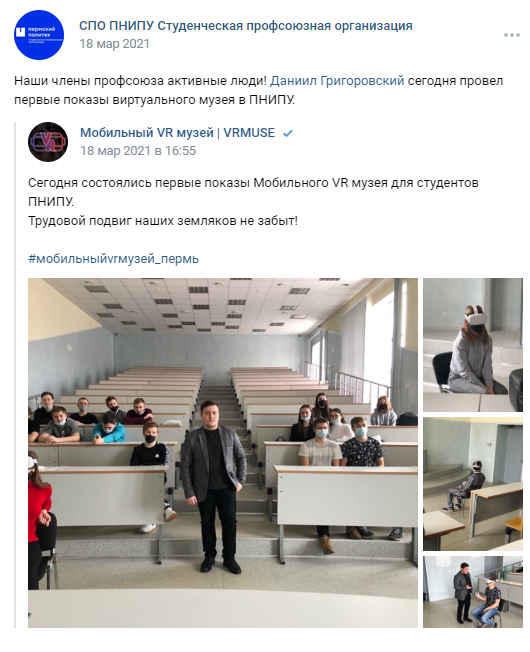 пермский
политех
СПО ПНИПУ Студенческая профсоюзная организация
18 мар 2021
Наши члены профсоюза активные люди! Даниил Григоровский сегодня провел
первые показы виртуального музея в ПНИПУ.
Мобильный VR музей | VRMUSE
18 мар 2021 в 16:55
Сегодня состоялись первые показы Мобильного VR музея для студентов
ПНИПУ.
Трудовой подвиг наших земляков не забыт!
#мобильныйvrмузей_пермь